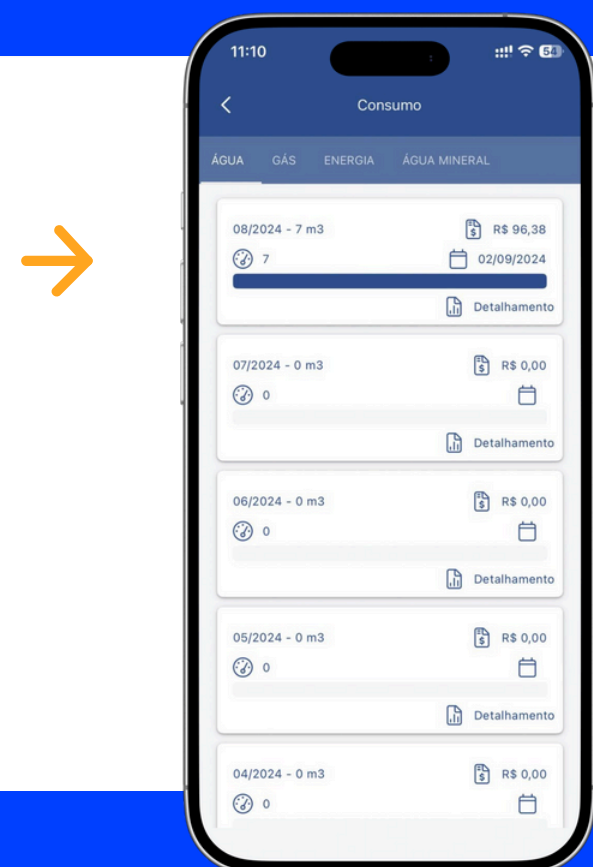 11:10 54
Consumo
ÁGUA GÁS ENERGIA ÁGUA MINERAL
08/2024 - 7 m3 R$ 96,38
7 02/09/2024
Detalhamento
07/2024 - 0 m3 R$ 0,00
0
Detalhamento
06/2024 - 0 m3 R$ 0,00
0
Detalhamento
05/2024 - 0 m3 R$ 0,00
0
Detalhamento
04/2024 - 0 m3 R$ 0,00
0